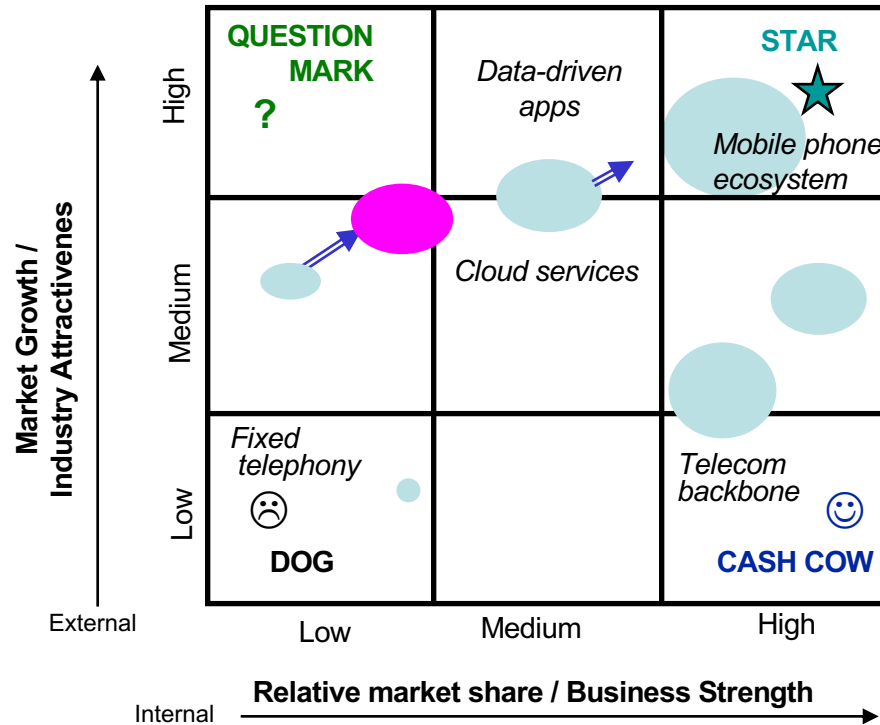 QUESTION
MARK
?
Data-driven
apps
STAR
Mobile phone
ecosystem
High
Cloud services
Medium
Market Growth /
Industry Attractivenes
Fixed
telephony
Telecom
backbone
Low
DOG
CASH COW
External
Low
Medium
High
Relative market share / Business Strength
Internal